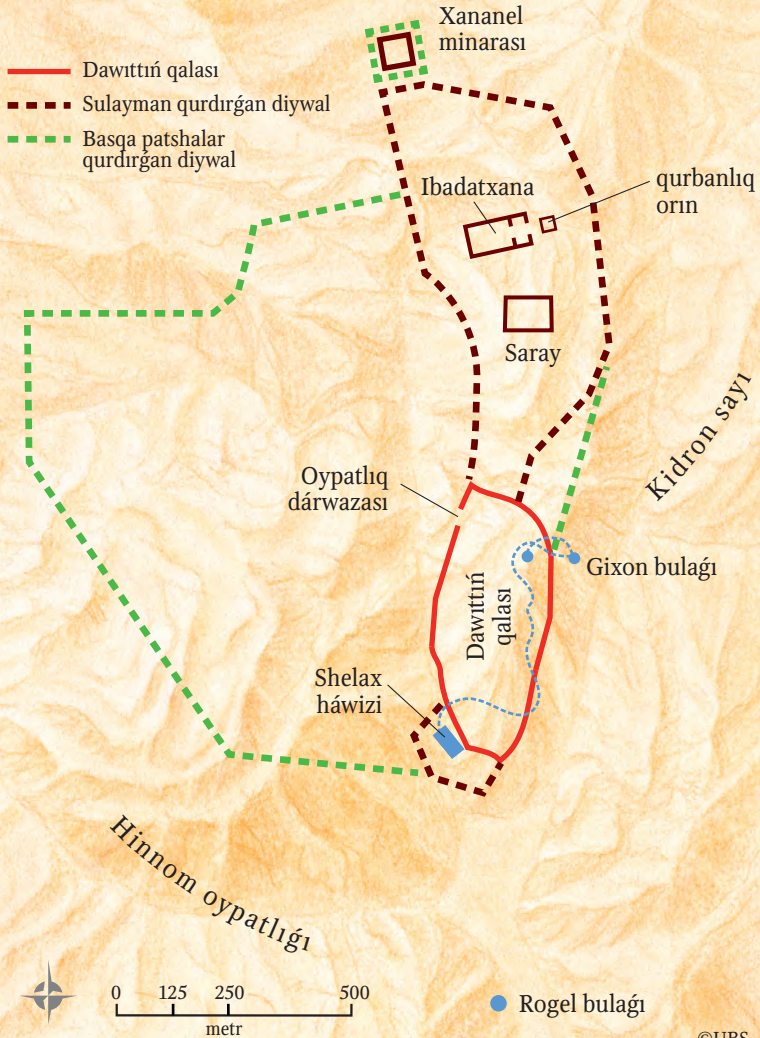 Xananel
minarası
Dawıttıń qalası
Sulayman qurdırǵan diywal
Basqa patshalar
qurdırǵan diywal
Ibadatxana
qurbanlıq
orın
Saray
Kidron sayı
Oypatlıq
dárwazası
Gixon bulaǵı
Dawıttıń
qalası
Shelax
háwizi
Hinnom oypatlıǵı
0 125 250 500
metr
Rogel bulaǵı
©UBS